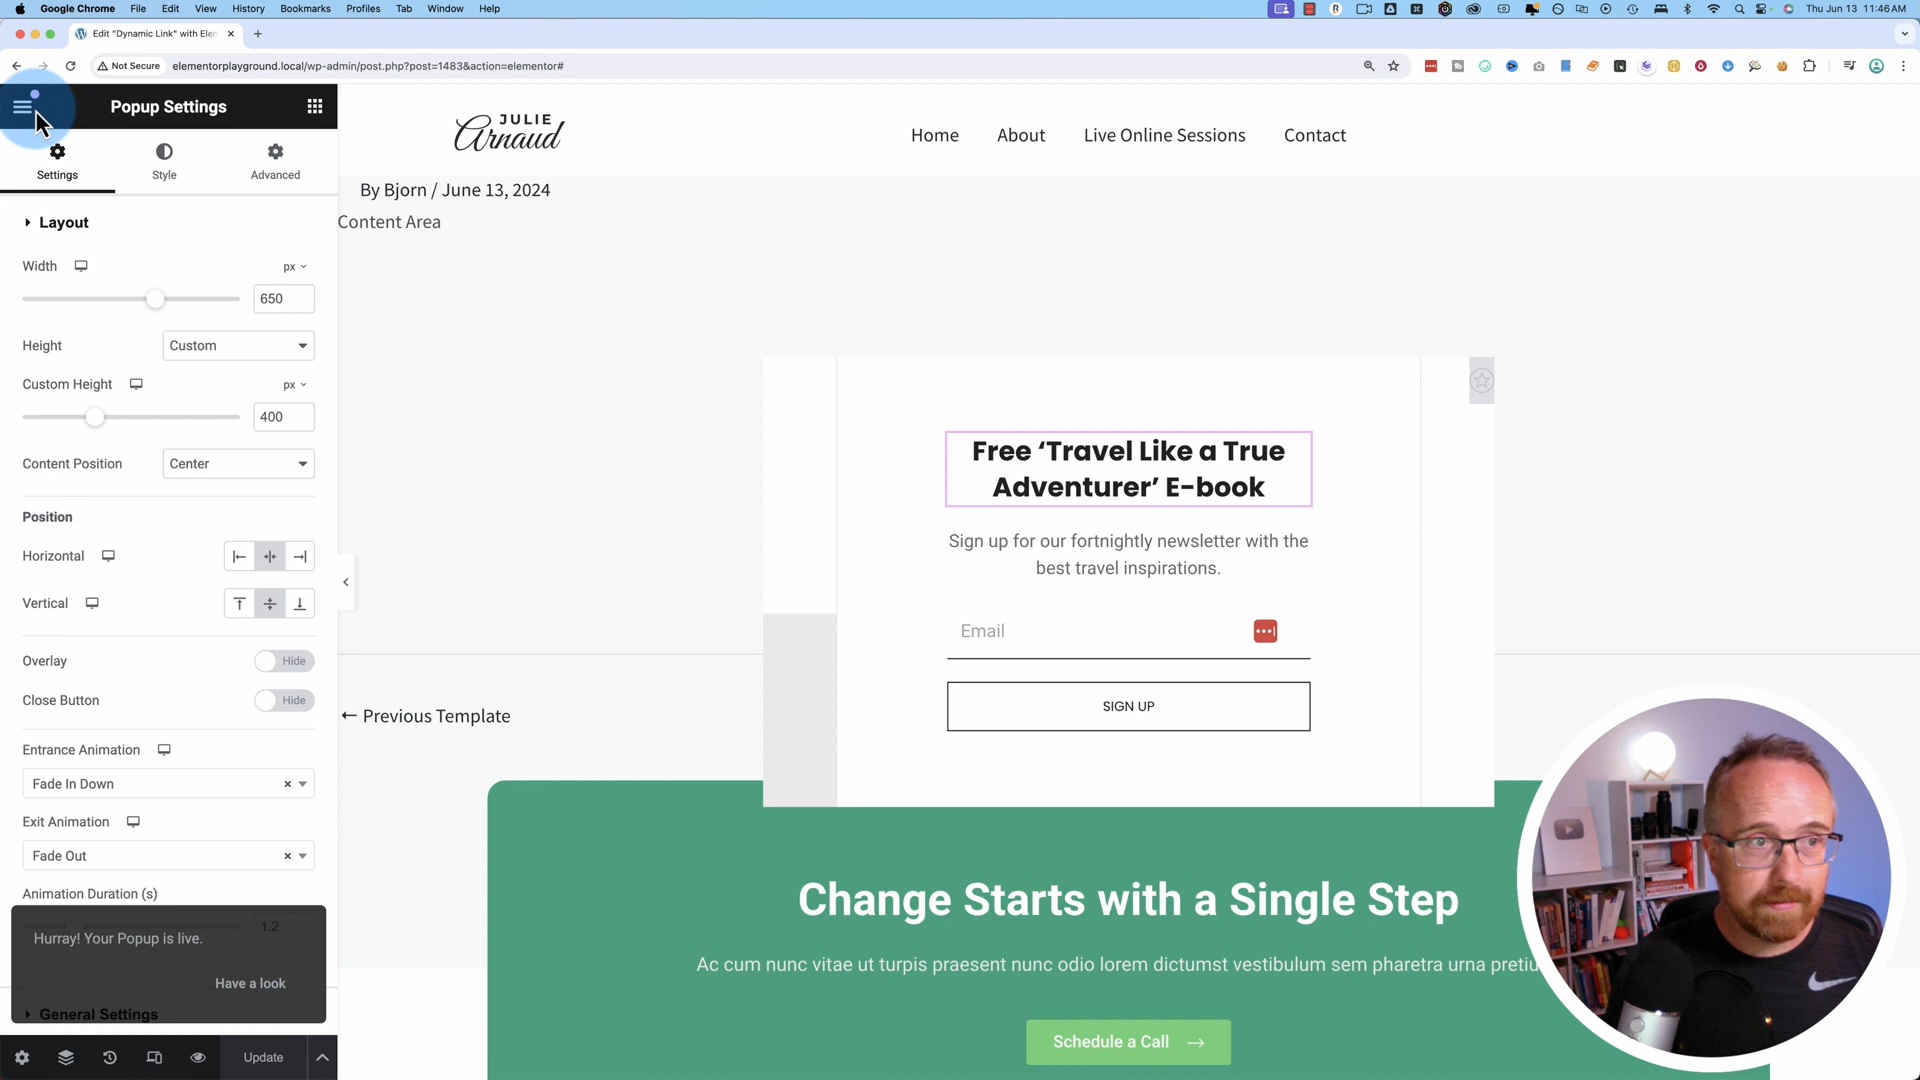 Google Chrome File Edit View History Bookmarks Profiles Tab Window Help
Thu Jun 13 11:46 AM
Edit "Dynamic Link" with Elen
Not Secure elementorplayground.local/wp-admin/post.php?post=1483&action=elementor#
Popup Settings
Settings Style Advanced
Layout
Width px
650
Height Custom
Custom Height px
400
Content Position Center
Position
Horizontal
Vertical
Overlay Hide
Close Button Hide
Entrance Animation
Fade In Down
Exit Animation
Fade Out
Animation Duration (s)
1.2
Hurray! Your Popup is live.
Have a look
General Settings
Update
JULIE
Arnaud
Home About Live Online Sessions Contact
By Bjorn / June 13, 2024
Content Area
Free ‘Travel Like a True
Adventurer’ E-book
Sign up for our fortnightly newsletter with the
best travel inspirations.
Email
SIGN UP
← Previous Template
Change Starts with a Single Step
Ac cum nunc vitae ut turpis praesent nunc odio lorem dictumst vestibulum sem pharetra urna pretiu
Schedule a Call →